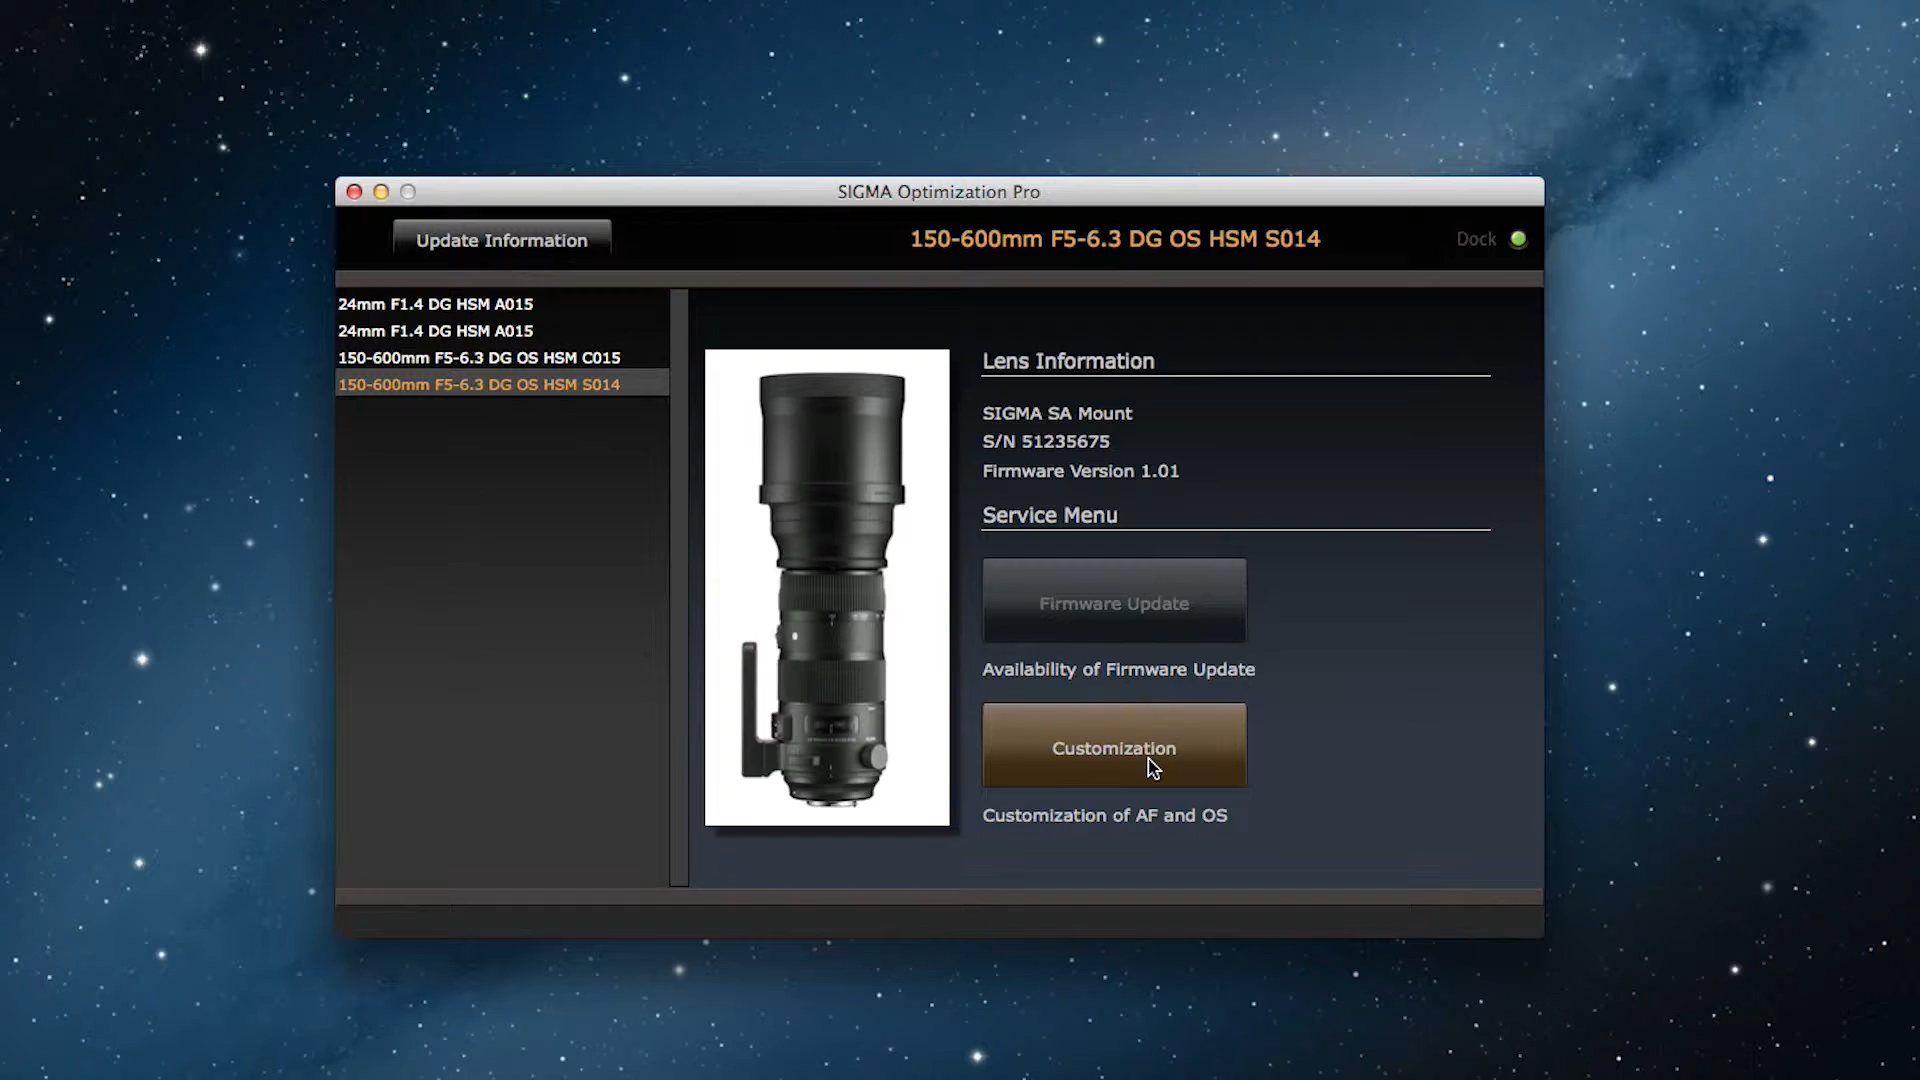 SIGMA Optimization Pro
Update Information
150-600mm F5-6.3 DG OS HSM S014
Dock
24mm F1.4 DG HSM A015
24mm F1.4 DG HSM A015
150-600mm F5-6.3 DG OS HSM C015
150-600mm F5-6.3 DG OS HSM S014
Lens Information
SIGMA SA Mount
S/N 51235675
Firmware Version 1.01
Service Menu
Firmware Update
Availability of Firmware Update
Customization
Customization of AF and OS